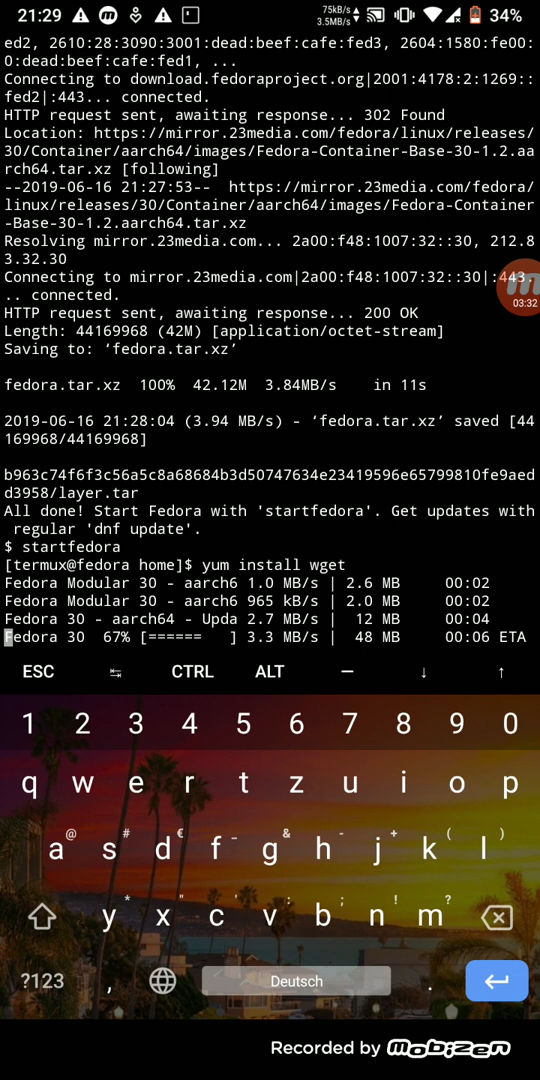 21:29 75kB/s 3.5MB/s 34%
ed2, 2610:28:3090:3001:dead:beef:cafe:fed3, 2604:1580:fe00:
0:dead:beef:cafe:fed1, ...
Connecting to download.fedoraproject.org|2001:4178:2:1269::
fed2|:443... connected.
HTTP request sent, awaiting response... 302 Found
Location: https://mirror.23media.com/fedora/linux/releases/
30/Container/aarch64/images/Fedora-Container-Base-30-1.2.aa
rch64.tar.xz [following]
--2019-06-16 21:27:53--  https://mirror.23media.com/fedora/
linux/releases/30/Container/aarch64/images/Fedora-Container
-Base-30-1.2.aarch64.tar.xz
Resolving mirror.23media.com... 2a00:f48:1007:32::30, 212.8
3.32.30
Connecting to mirror.23media.com|2a00:f48:1007:32::30|:443.
.. connected.
03:32
HTTP request sent, awaiting response... 200 OK
Length: 44169968 (42M) [application/octet-stream]
Saving to: ‘fedora.tar.xz’
fedora.tar.xz  100%  42.12M  3.84MB/s    in 11s
2019-06-16 21:28:04 (3.94 MB/s) - ‘fedora.tar.xz’ saved [44
169968/44169968]
b963c74f6f3c56a5c8a68684b3d50747634e23419596e65799810fe9aed
d3958/layer.tar
All done! Start Fedora with 'startfedora'. Get updates with
 regular 'dnf update'.
$ startfedora
[termux@fedora home]$ yum install wget
Fedora Modular 30 - aarch6 1.0 MB/s | 2.6 MB     00:02
Fedora Modular 30 - aarch6 965 kB/s | 2.0 MB     00:02
Fedora 30 - aarch64 - Upda 2.7 MB/s |  12 MB     00:04
Fedora 30  67% [======   ] 3.3 MB/s |  48 MB     00:06 ETA
ESC ↹ CTRL ALT — ↓ ↑
1 2 3 4 5 6 7 8 9 0
q w e r t z u i o p
@ # € _ & - + ( )
a s d f g h j k l
* " ' : ; ! ?
y x c v b n m
?123 , Deutsch .
Recorded by Mobizen